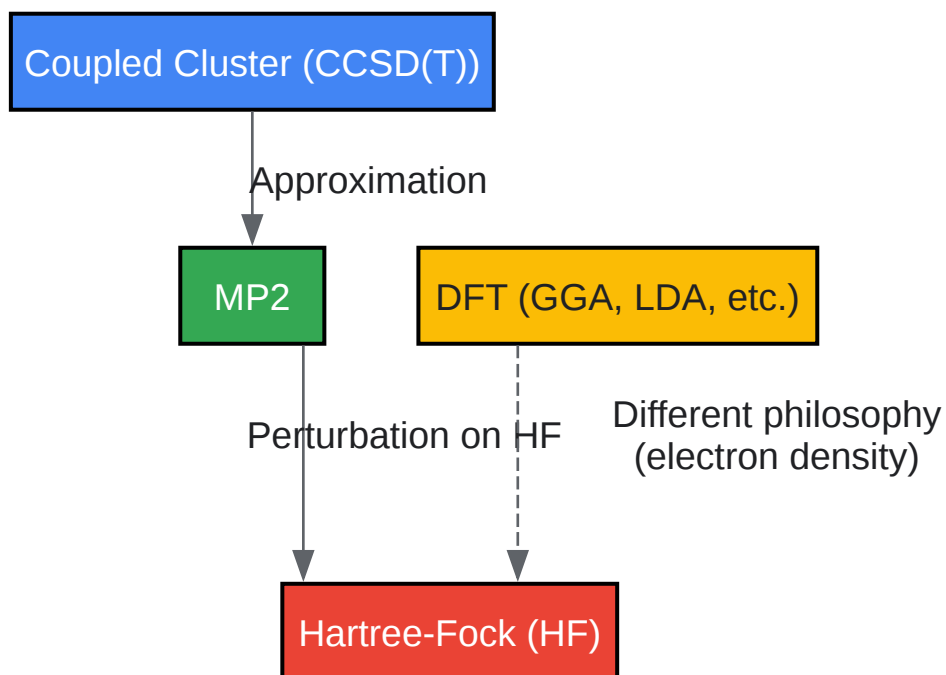 Coupled Cluster (CCSD(T))
Approximation
MP2
DFT (GGA, LDA, etc.)
Perturbation on HF
Different philosophy
(electron density)
Hartree-Fock (HF)